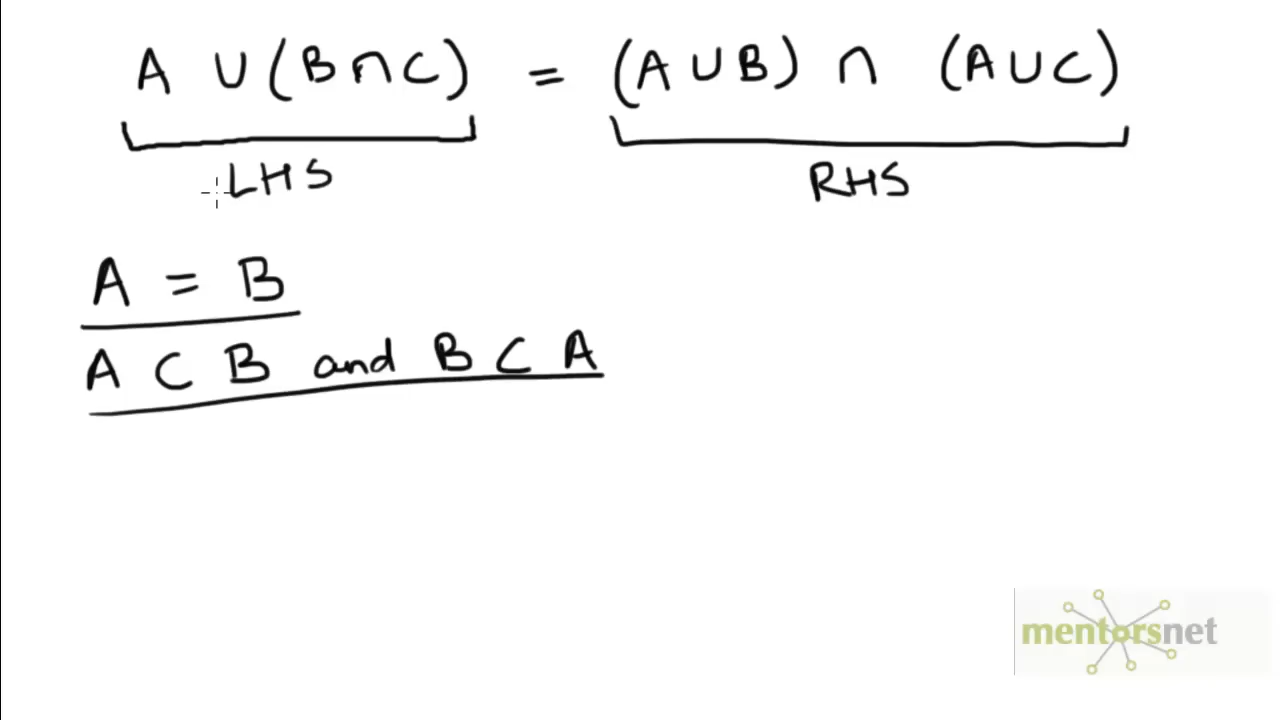 A ∪ (B ∩ C) = (A ∪ B) ∩ (A ∪ C)
LHS RHS
A = B
A ⊂ B and B ⊂ A
mentorsnet